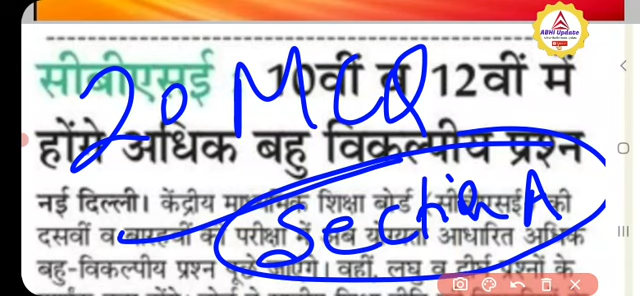 ABHI Update
सीबीएसई : 10वीं व 12वीं में
20 MCQ
होंगे अधिक बहु विकल्पीय प्रश्न
नई दिल्ली। केंद्रीय माध्यमिक शिक्षा बोर्ड सीबीएसई की
Section A
दसवीं व बारहवीं की परीक्षा में अब योग्यता आधारित अधिक
बहु-विकल्पीय प्रश्न पूछे जाएंगे। वहीं, लघु व दीर्घ प्रश्नों के